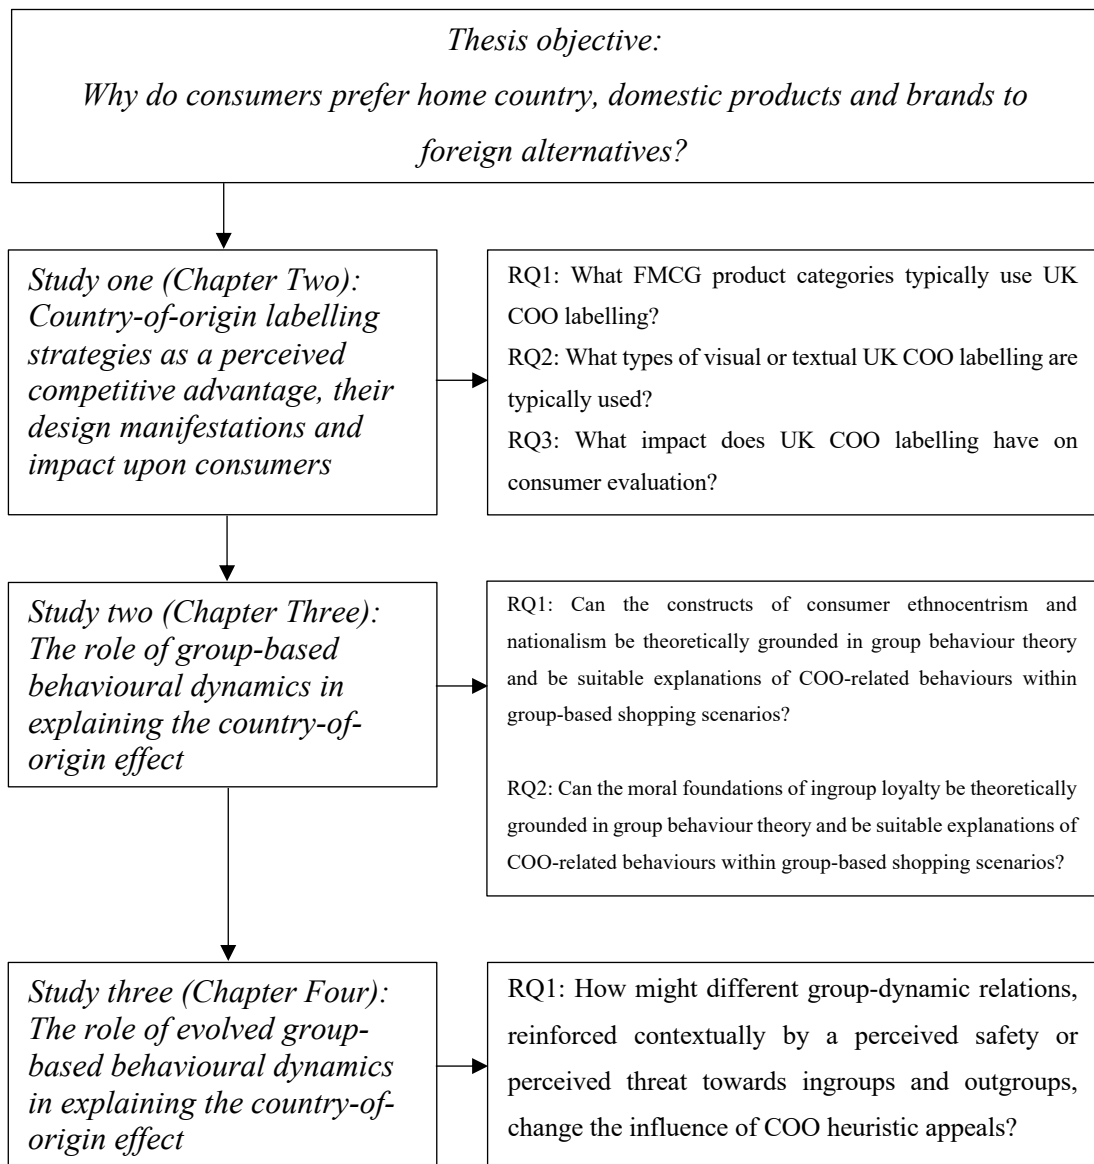 Thesis objective:
Why do consumers prefer home country, domestic products and brands to
foreign alternatives?
Study one (Chapter Two):
Country-of-origin labelling
strategies as a perceived
competitive advantage, their
design manifestations and
impact upon consumers
RQ1: What FMCG product categories typically use UK
COO labelling?
RQ2: What types of visual or textual UK COO labelling are
typically used?
RQ3: What impact does UK COO labelling have on
consumer evaluation?
Study two (Chapter Three):
The role of group-based
behavioural dynamics in
explaining the country-of-
origin effect
RQ1: Can the constructs of consumer ethnocentrism and
nationalism be theoretically grounded in group behaviour theory
and be suitable explanations of COO-related behaviours within
group-based shopping scenarios?
RQ2: Can the moral foundations of ingroup loyalty be theoretically
grounded in group behaviour theory and be suitable explanations of
COO-related behaviours within group-based shopping scenarios?
Study three (Chapter Four):
The role of evolved group-
based behavioural dynamics
in explaining the country-of-
origin effect
RQ1: How might different group-dynamic relations,
reinforced contextually by a perceived safety or
perceived threat towards ingroups and outgroups,
change the influence of COO heuristic appeals?